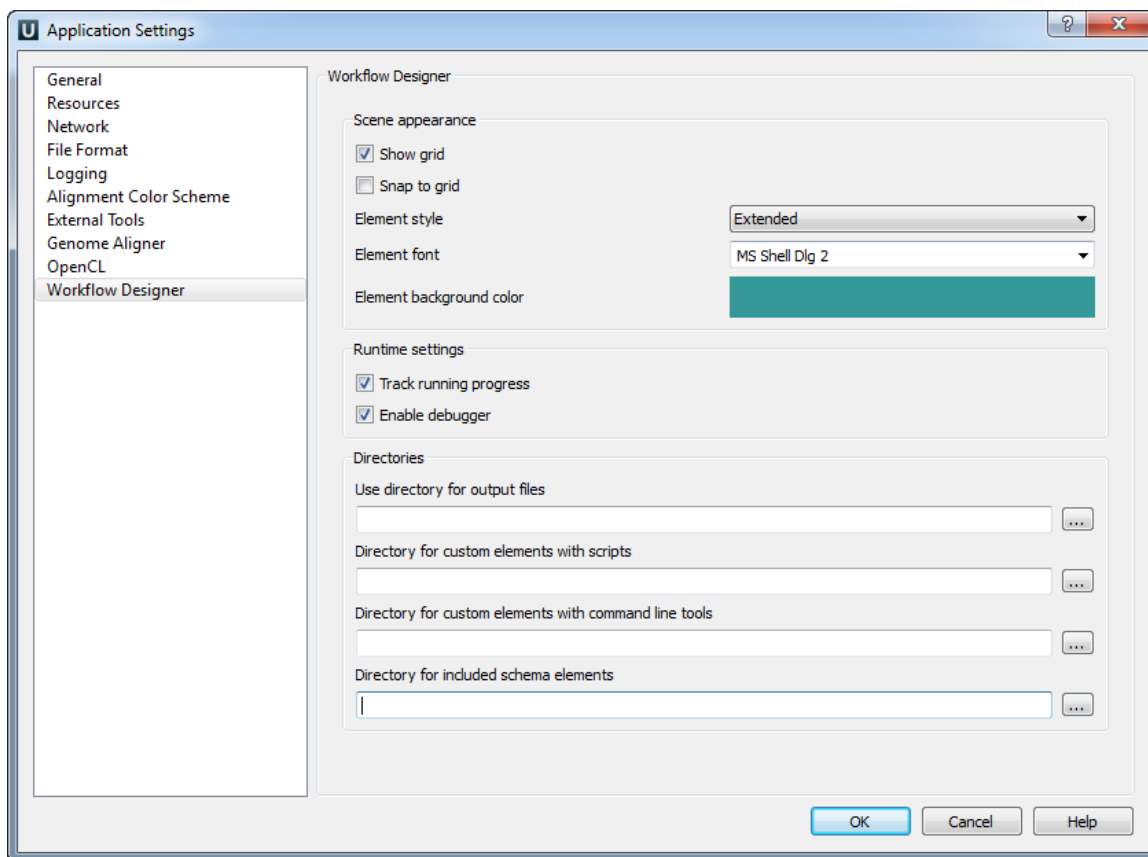 U Application Settings
?
X
General
Resources
Network
File Format
Logging
Alignment Color Scheme
External Tools
Genome Aligner
OpenCL
Workflow Designer
Workflow Designer
Scene appearance
Show grid
Snap to grid
Element style Extended
Element font MS Shell Dlg 2
Element background color
Runtime settings
Track running progress
Enable debugger
Directories
Use directory for output files
...
Directory for custom elements with scripts
...
Directory for custom elements with command line tools
...
Directory for included schema elements
...
OK Cancel Help